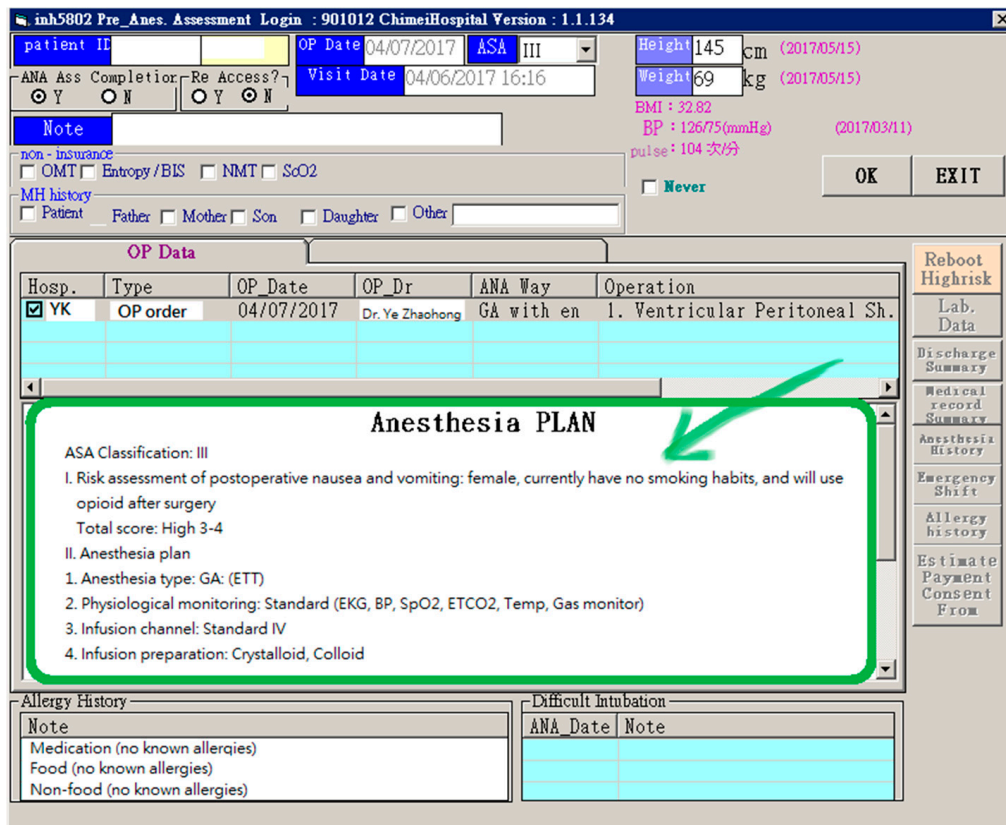 inh5802 Pre_Anes. Assessment Login : 901012 ChimeiHospital Version : 1.1.134
patient ID
OP Date 04/07/2017 ASA III
Height 145 cm (2017/05/15)
ANA Ass Completior Re Access?
Y N Y N
Visit Date 04/06/2017 16:16
Weight 69 kg (2017/05/15)
BMI : 32.82
Note
BP : 126/75(mmHg) (2017/03/11)
pulse : 104 次/分
non - insurance
OMT Entropy / BIS NMT ScO2
Never
OK EXIT
MH history
Patient Father Mother Son Daughter Other
OP Data
Hosp. Type OP_Date OP_Dr ANA Way Operation
YK OP order 04/07/2017 Dr. Ye Zhaohong GA with en 1. Ventricular Peritoneal Sh.
Anesthesia PLAN
ASA Classification: III
I. Risk assessment of postoperative nausea and vomiting: female, currently have no smoking habits, and will use
opioid after surgery
Total score: High 3-4
II. Anesthesia plan
1. Anesthesia type: GA: (ETT)
2. Physiological monitoring: Standard (EKG, BP, SpO2, ETCO2, Temp, Gas monitor)
3. Infusion channel: Standard IV
4. Infusion preparation: Crystalloid, Colloid
Reboot
Highrisk
Lab.
Data
Discharge
Summary
Medical
record
Summary
Anesthesia
History
Emergency
Shift
Allergy
history
Estimate
Payment
Consent
From
Allergy History
Note
Medication (no known allergies)
Food (no known allergies)
Non-food (no known allergies)
Difficult Intubation
ANA_Date Note